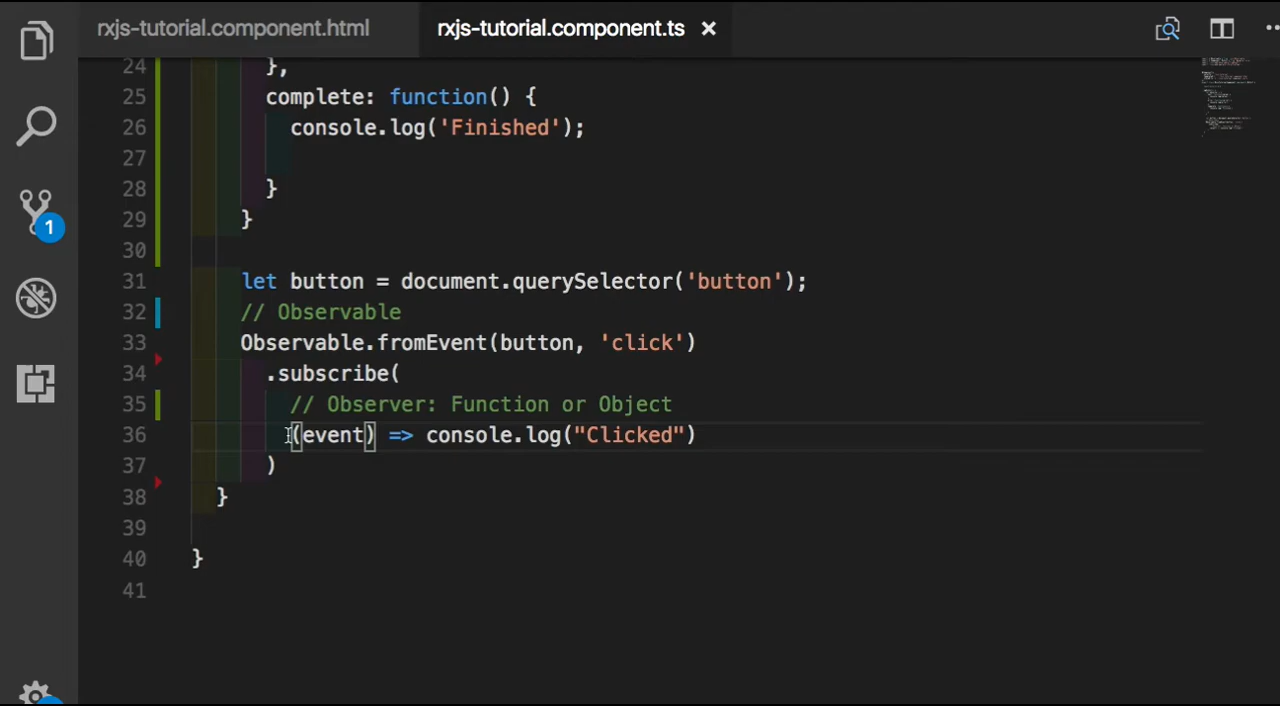 rxjs-tutorial.component.html rxjs-tutorial.component.ts
24 },
25 complete: function() {
26 console.log('Finished');
27
28 }
29 }
30
31 let button = document.querySelector('button');
32 // Observable
33 Observable.fromEvent(button, 'click')
34 .subscribe(
35 // Observer: Function or Object
36 (event) => console.log("Clicked")
37 )
38 }
39
40 }
41
1